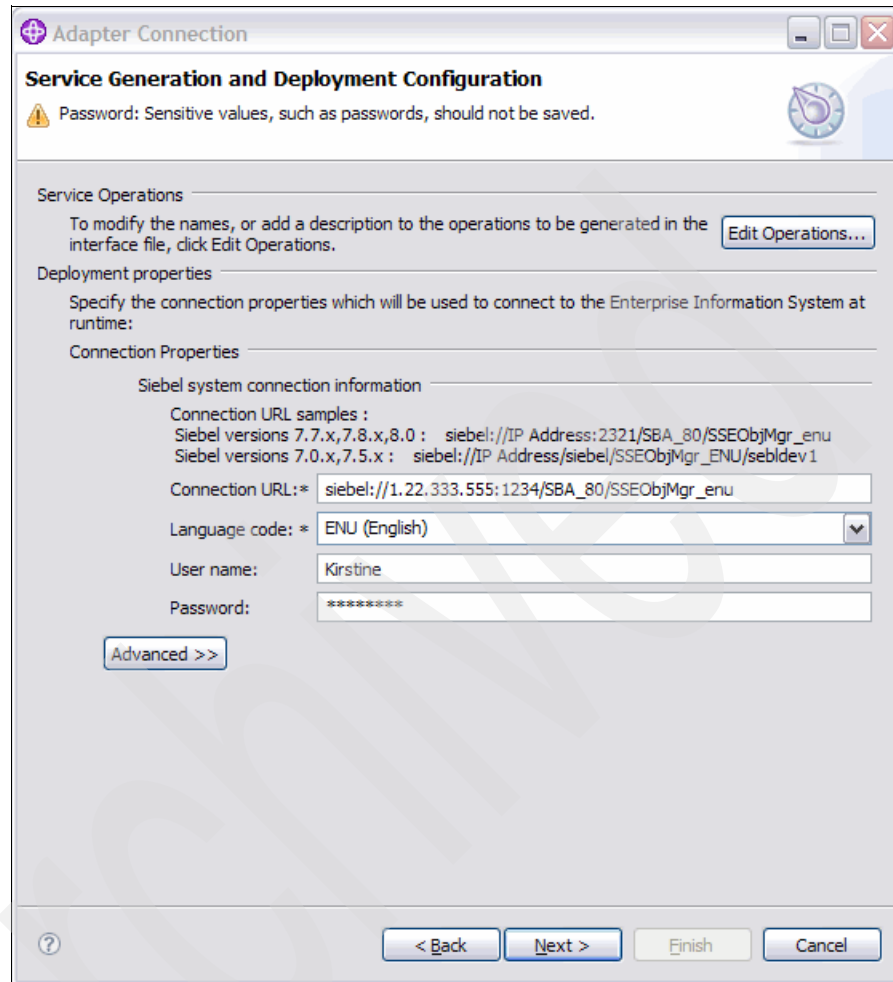 Adapter Connection
Service Generation and Deployment Configuration
Password: Sensitive values, such as passwords, should not be saved.
Service Operations
To modify the names, or add a description to the operations to be generated in the
interface file, click Edit Operations.
Edit Operations...
Deployment properties
Specify the connection properties which will be used to connect to the Enterprise Information System at
runtime:
Connection Properties
Siebel system connection information
Connection URL samples :
Siebel versions 7.7.x,7.8.x,8.0 : siebel://IP Address:2321/SBA_80/SSEObjMgr_enu
Siebel versions 7.0.x,7.5.x : siebel://IP Address/siebel/SSEObjMgr_ENU/sebldev1
Connection URL:* siebel://1.22.333.555:1234/SBA_80/SSEObjMgr_enu
Language code: * ENU (English)
User name: Kirstine
Password: ********
Advanced >>
? < Back Next > Finish Cancel